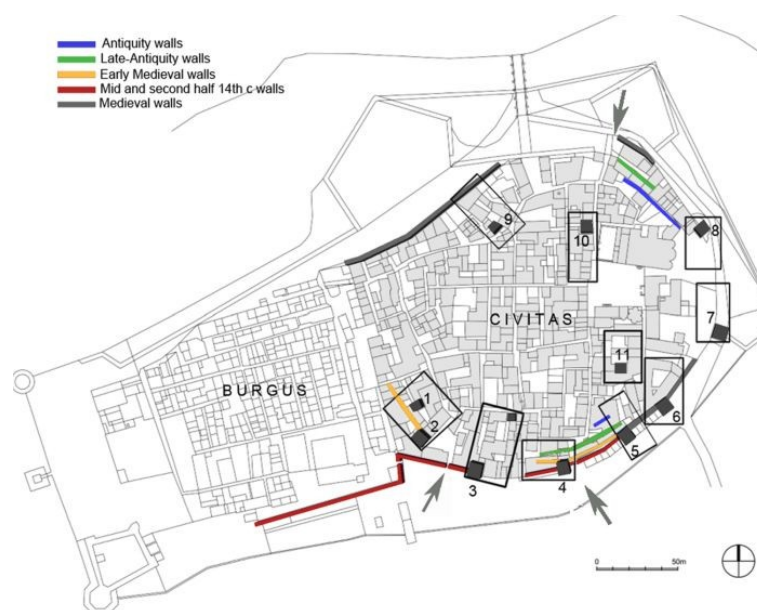 Antiquity walls
Late-Antiquity walls
Early Medieval walls
Mid and second half 14th c walls
Medieval walls
9
10
8
7
CIVITAS
11
BURGUS
1
2
6
5
3
4
0
50m